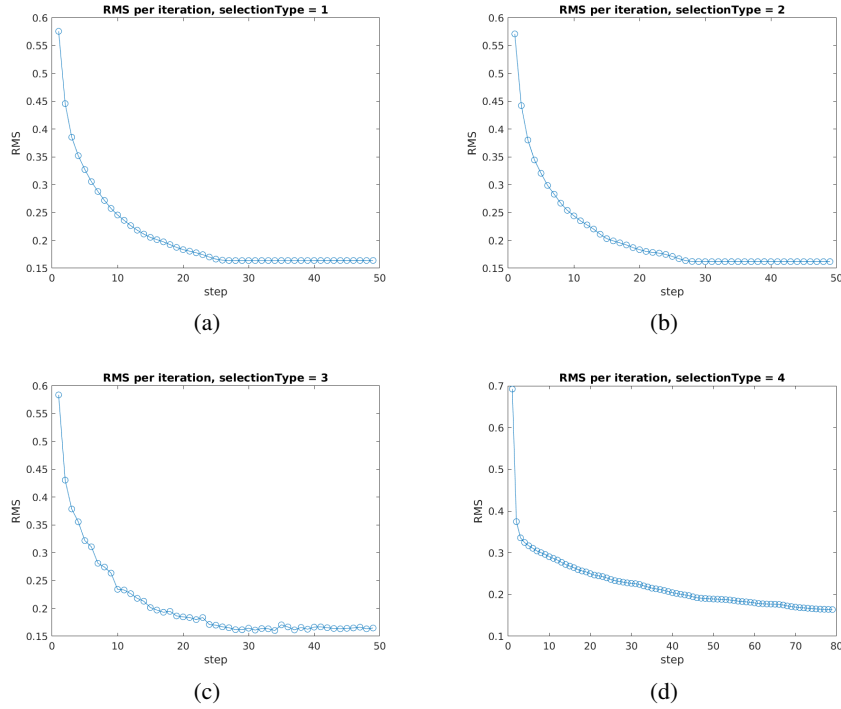 RMS per iteration, selectionType = 1
0.6
0.55
0.5
0.45
0.4
0.35
0.3
0.25
0.2
0.15
RMS
0 10 20 30 40 50
step
(a)
RMS per iteration, selectionType = 2
0.6
0.55
0.5
0.45
0.4
0.35
0.3
0.25
0.2
0.15
RMS
0 10 20 30 40 50
step
(b)
RMS per iteration, selectionType = 3
0.6
0.55
0.5
0.45
0.4
0.35
0.3
0.25
0.2
0.15
RMS
0 10 20 30 40 50
step
(c)
RMS per iteration, selectionType = 4
0.7
0.6
0.5
0.4
0.3
0.2
0.1
RMS
0 10 20 30 40 50 60 70 80
step
(d)